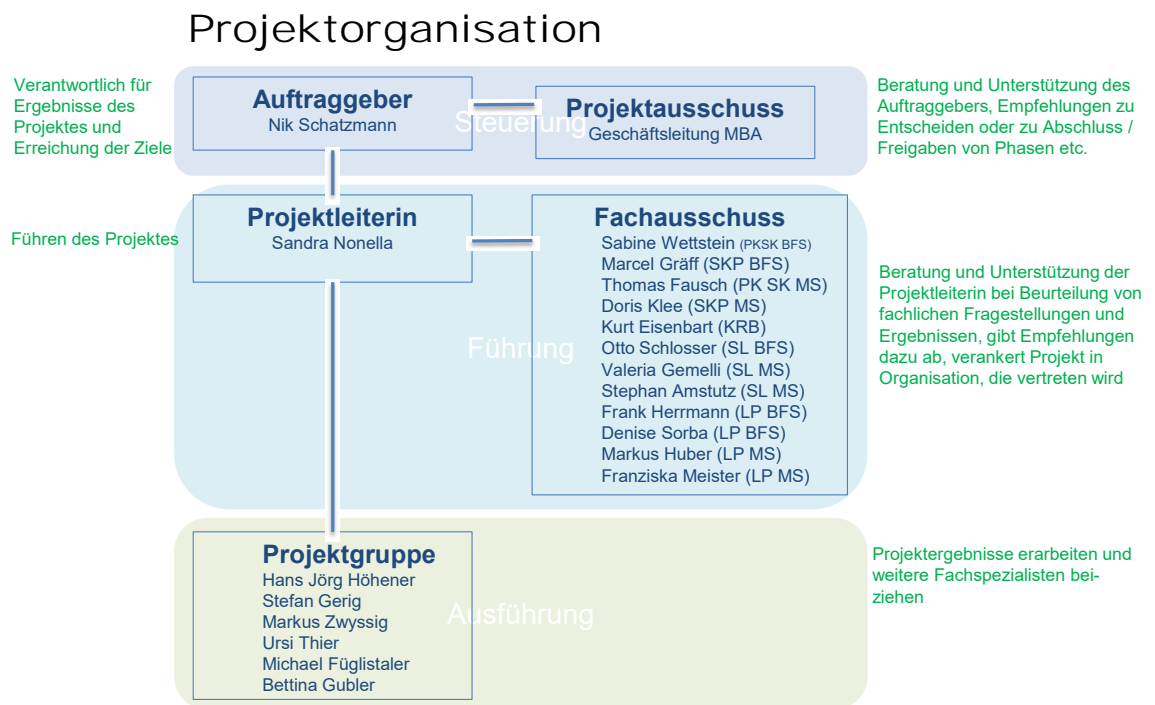 Projektorganisation
Verantwortlich für
Ergebnisse des
Projektes und
Erreichung der Ziele
Auftraggeber
Nik Schatzmann
Steuerung
Projektausschuss
Geschäftsleitung MBA
Beratung und Unterstützung des
Auftraggebers, Empfehlungen zu
Entscheiden oder zu Abschluss /
Freigaben von Phasen etc.
Führen des Projektes
Projektleiterin
Sandra Nonella
Führung
Fachausschuss
Sabine Wettstein (PKSK BFS)
Marcel Gräff (SKP BFS)
Thomas Fausch (PK SK MS)
Doris Klee (SKP MS)
Kurt Eisenbart (KRB)
Otto Schlosser (SL BFS)
Valeria Gemelli (SL MS)
Stephan Amstutz (SL MS)
Frank Herrmann (LP BFS)
Denise Sorba (LP BFS)
Markus Huber (LP MS)
Franziska Meister (LP MS)
Beratung und Unterstützung der
Projektleiterin bei Beurteilung von
fachlichen Fragestellungen und
Ergebnissen, gibt Empfehlungen
dazu ab, verankert Projekt in
Organisation, die vertreten wird
Projektgruppe
Hans Jörg Höhener
Stefan Gerig
Markus Zwyssig
Ursi Thier
Michael Füglistaler
Bettina Gubler
Ausführung
Projektergebnisse erarbeiten und
weitere Fachspezialisten bei-
ziehen